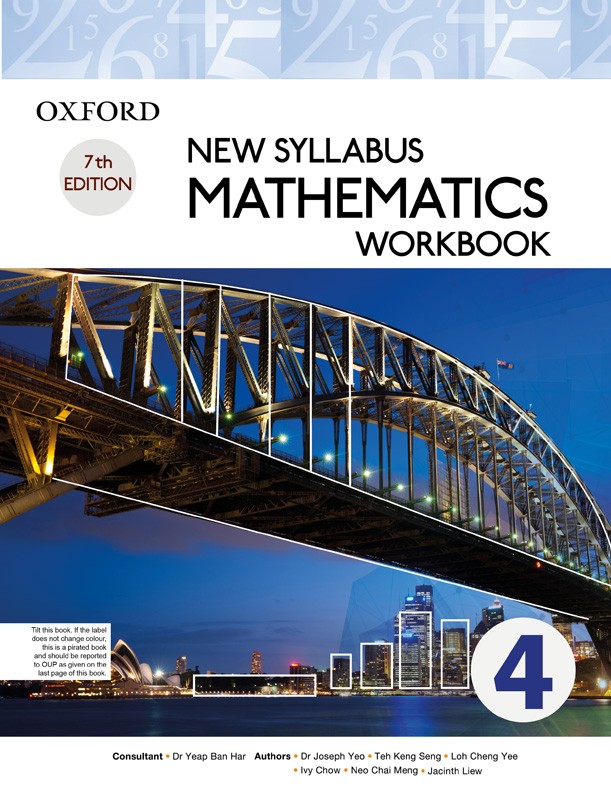 OXFORD
7th
EDITION
NEW SYLLABUS
MATHEMATICS
WORKBOOK
Tilt this book. If the label
does not change colour,
this is a pirated book
and should be reported
to OUP as given on the
last page of this book.
4
Consultant • Dr Yeap Ban Har Authors • Dr Joseph Yeo • Teh Keng Seng • Loh Cheng Yee
• Ivy Chow • Neo Chai Meng • Jacinth Liew